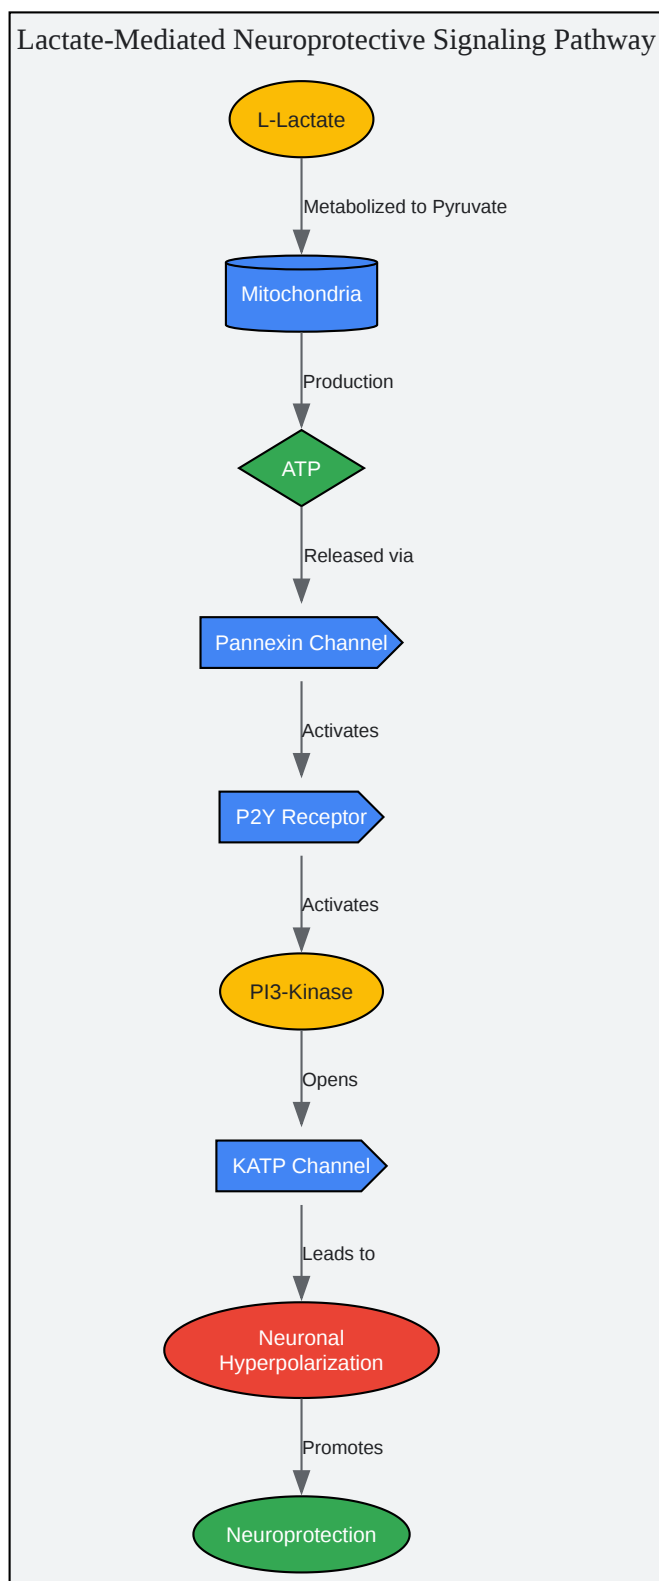 Lactate-Mediated Neuroprotective Signaling Pathway
L-Lactate
Metabolized to Pyruvate
Mitochondria
Production
ATP
Released via
Pannexin Channel
Activates
P2Y Receptor
Activates
PI3-Kinase
Opens
KATP Channel
Leads to
Neuronal
Hyperpolarization
Promotes
Neuroprotection